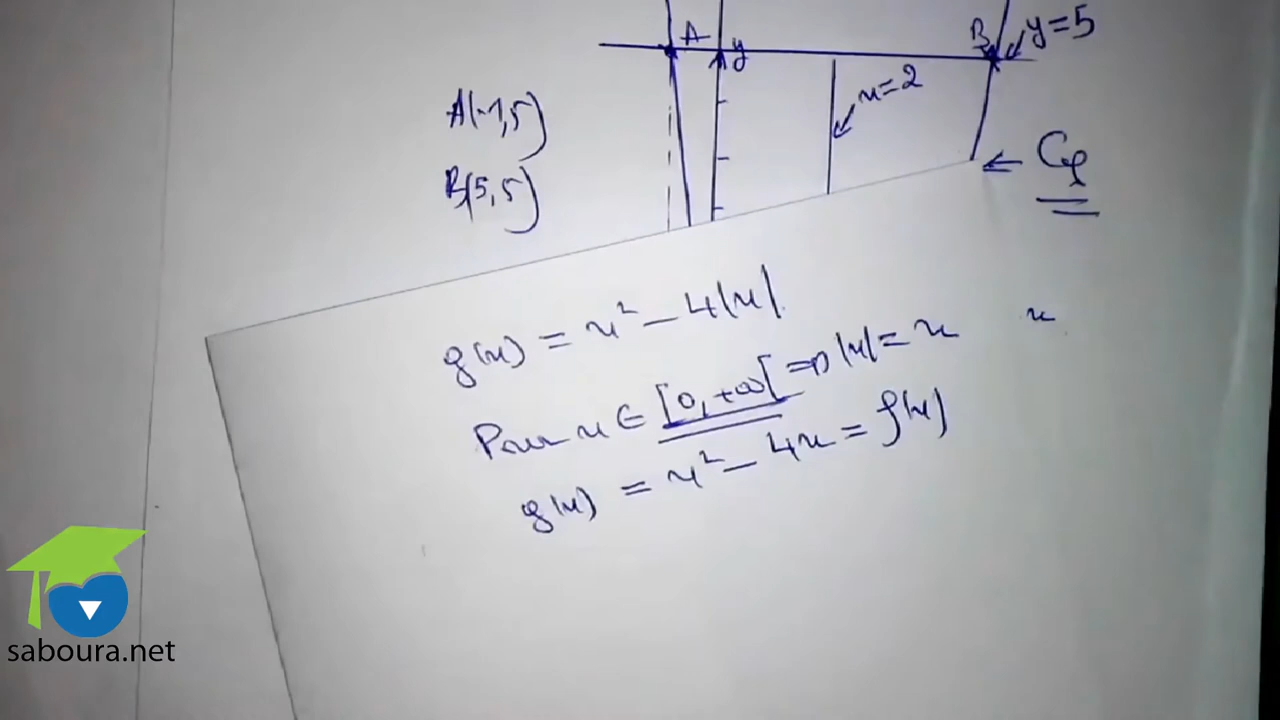 A
y
B
y=5
x=2
A(-1,5)
B(5,5)
Cf
g(x) = x² - 4|x|
Pour x ∈ [0,+∞[ ⇒ |x| = x
x
g(x) = x² - 4x = f(x)
saboura.net